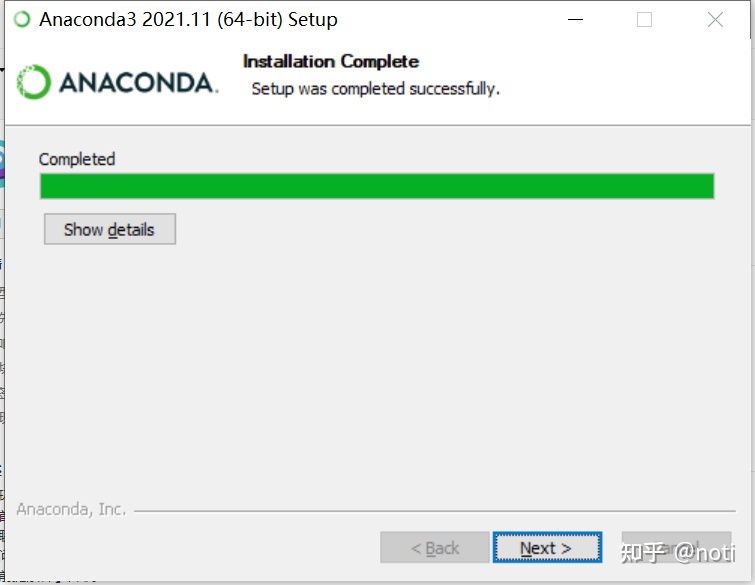 Anaconda3 2021.11 (64-bit) Setup
ANACONDA.
Installation Complete
Setup was completed successfully.
Completed
Show details
Anaconda, Inc.
< Back
Next >
知乎 @noti